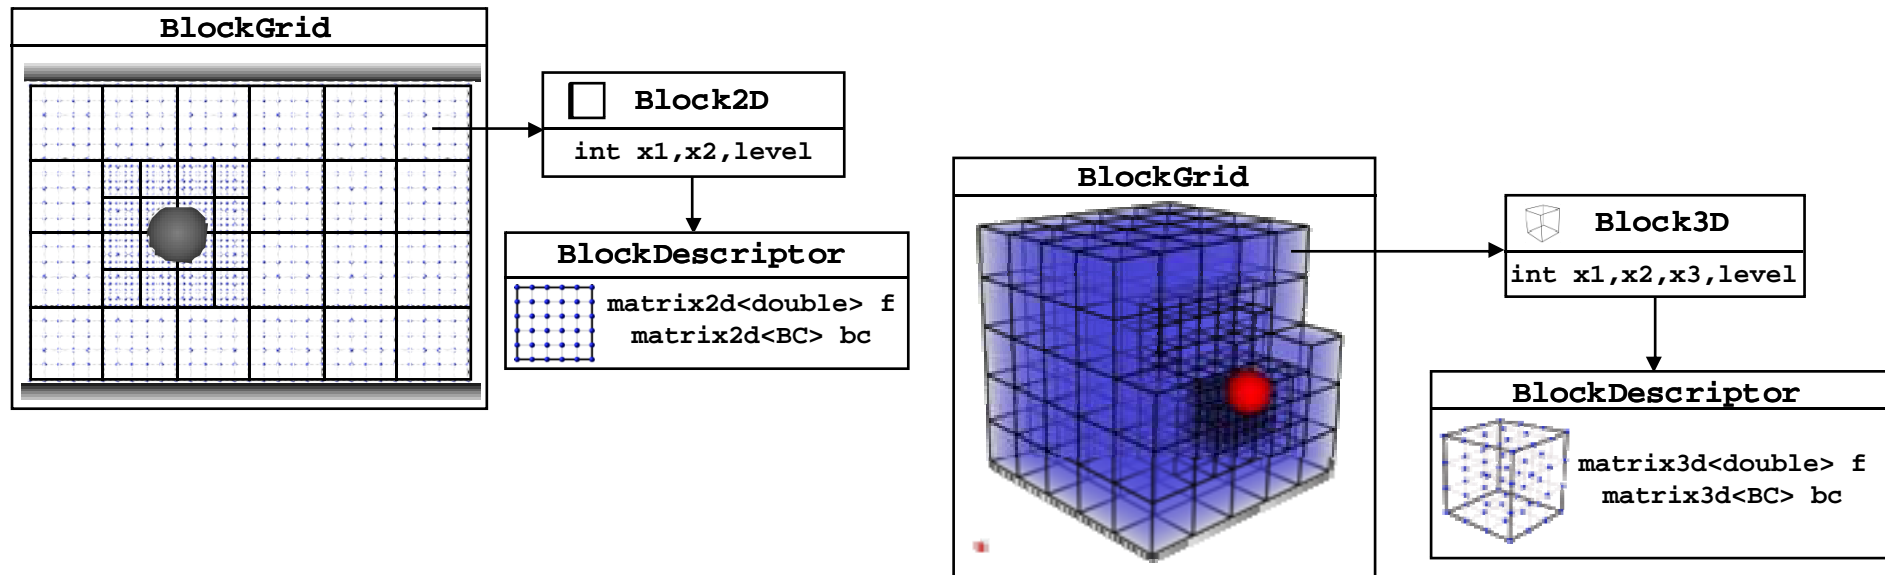 BlockGrid
Block2D
int x1,x2,level
BlockDescriptor
matrix2d<double> f
matrix2d<BC> bc
BlockGrid
Block3D
int x1,x2,x3,level
BlockDescriptor
matrix3d<double> f
matrix3d<BC> bc